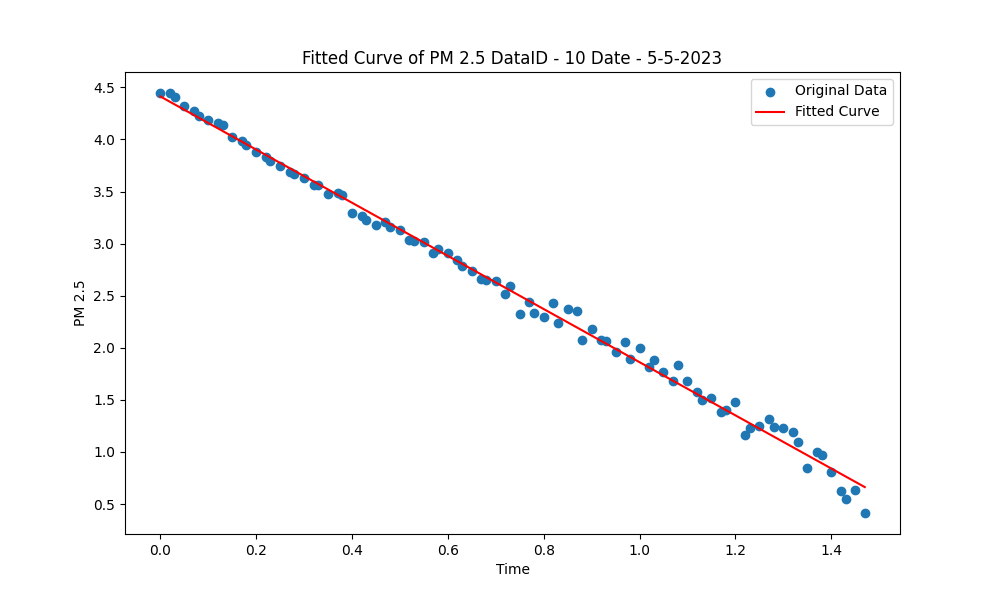 Fitted Curve of PM 2.5 DataID - 10 Date - 5-5-2023
Original Data
Fitted Curve
4.5
4.0
3.5
3.0
2.5
2.0
1.5
1.0
0.5
PM 2.5
0.0 0.2 0.4 0.6 0.8 1.0 1.2 1.4
Time